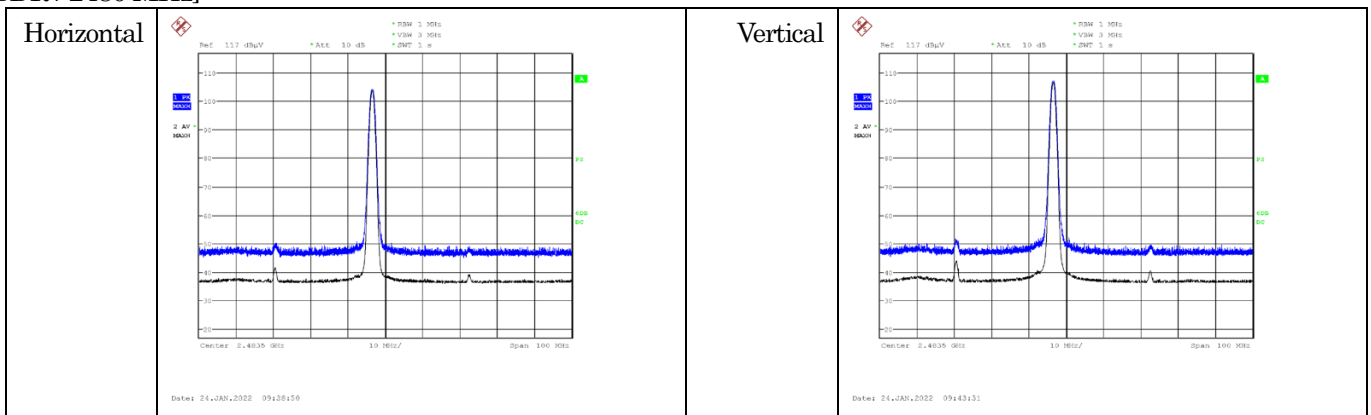 Horizontal
* RBW 1 MHz
* VBW 3 MHz
Ref 117 dBµV * Att 10 dB * SWT 1 s
110
A
1 PK
MAXH
100
2 AV *
MAXH
90
80
PS
70
60
6DB
DC
50
40
30
20
Center 2.4835 GHz 10 MHz/ Span 100 MHz
Date: 24.JAN.2022 09:38:50
Vertical
* RBW 1 MHz
* VBW 3 MHz
Ref 117 dBµV * Att 10 dB * SWT 1 s
110
A
1 PK
MAXH
100
2 AV *
MAXH
90
80
PS
70
60
6DB
DC
50
40
30
20
Center 2.4835 GHz 10 MHz/ Span 100 MHz
Date: 24.JAN.2022 09:43:31